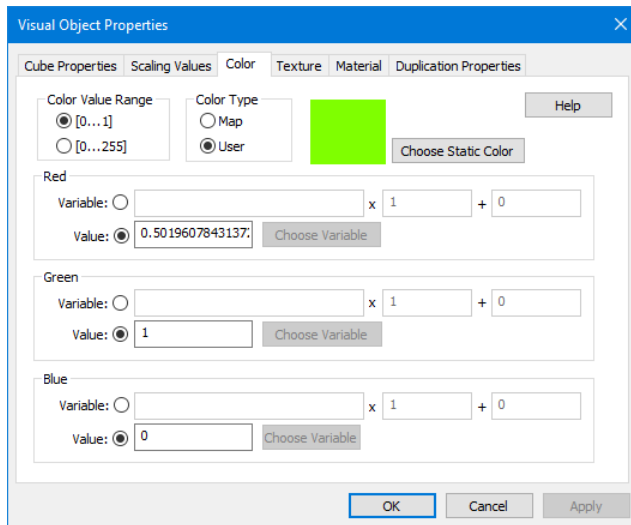 Visual Object Properties
Cube Properties Scaling Values Color Texture Material Duplication Properties
Color Value Range Color Type Help
[0...1] Map
[0...255] User Choose Static Color
Red
Variable: x 1 + 0
Value: 0.5019607843137 Choose Variable
Green
Variable: x 1 + 0
Value: 1 Choose Variable
Blue
Variable: x 1 + 0
Value: 0 Choose Variable
OK Cancel Apply